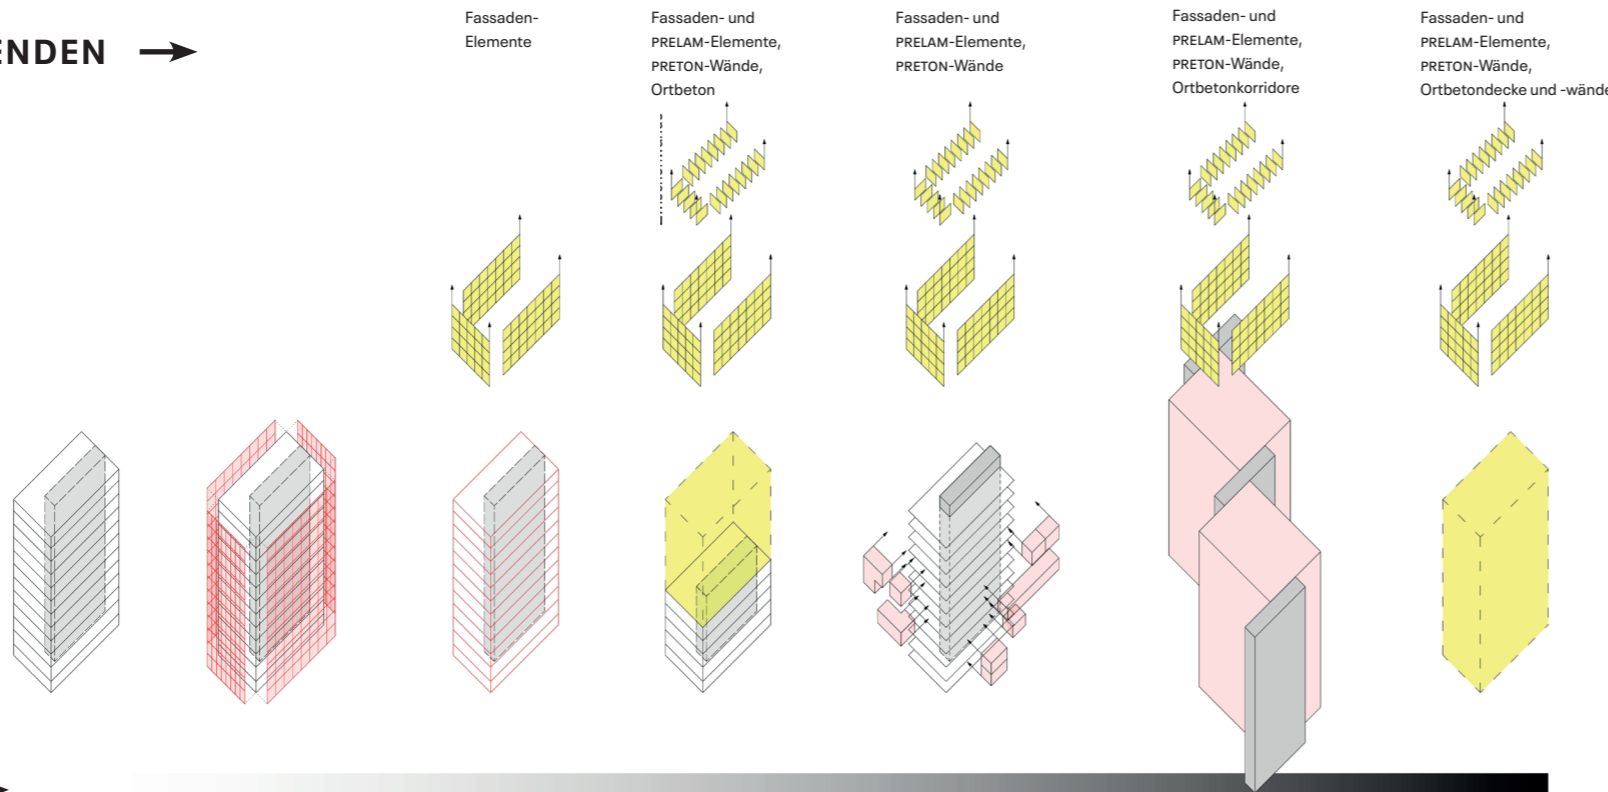 ENDEN
Fassaden-
Elemente
Fassaden- und
PRELAM-Elemente,
PRETON-Wände,
Ortbeton
Fassaden- und
PRELAM-Elemente,
PRETON-Wände
Fassaden- und
PRELAM-Elemente,
PRETON-Wände,
Ortbetonkorridore
Fassaden- und
PRELAM-Elemente,
PRETON-Wände,
Ortbetondecke und -wände